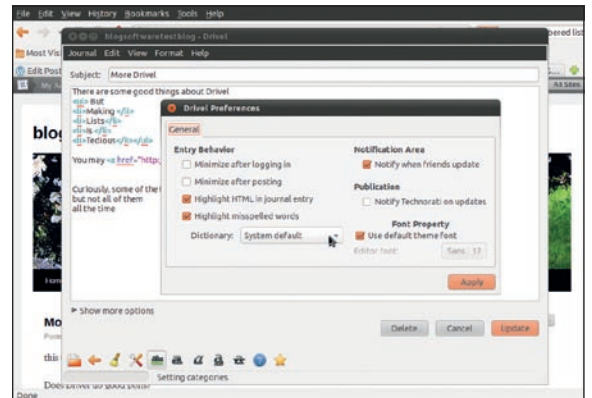 File Edit View History Bookmarks Tools Help
blogsoftwaretestblog - Drivel
Most Vis
Journal Edit View Format Help
Edit Post
Subject: More Drivel
All Sites
There are some good things about Drivel
<ul> But
<li>Making </li>
<li>Lists</li>
<li>is </li>
<li>Tedious</li></ul>
You may <a href="http:
Curiously, some of the
but not all of them
all the time
Drivel Preferences
General
Entry Behavior
Minimize after logging in
Minimize after posting
Highlight HTML in journal entry
Highlight misspelled words
Dictionary: System default
Notification Area
Notify when friends update
Publication
Notify Technorati on updates
Font Property
Use default theme font
Editor font: Sans 12
Apply
blo
Hom
Show more options
Delete Cancel Update
Mo
this
Setting categories
Does Drivel do good posts?
Done